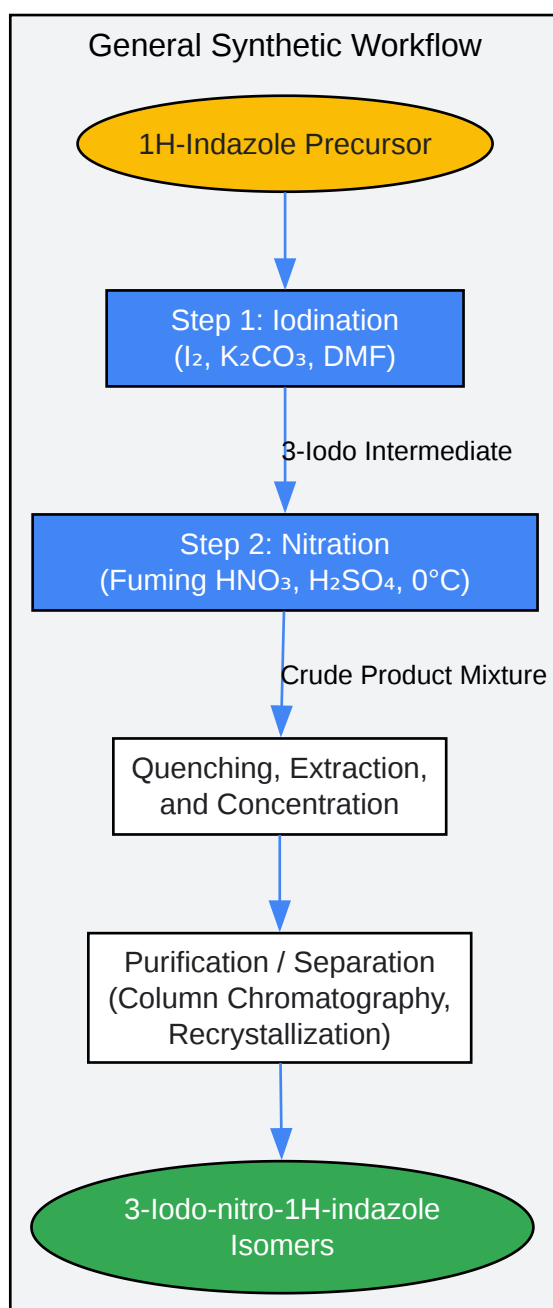 General Synthetic Workflow
1H-Indazole Precursor
Step 1: Iodination
(I₂, K₂CO₃, DMF)
3-Iodo Intermediate
Step 2: Nitration
(Fuming HNO₃, H₂SO₄, 0°C)
Crude Product Mixture
Quenching, Extraction,
and Concentration
Purification / Separation
(Column Chromatography,
Recrystallization)
3-Iodo-nitro-1H-indazole
Isomers